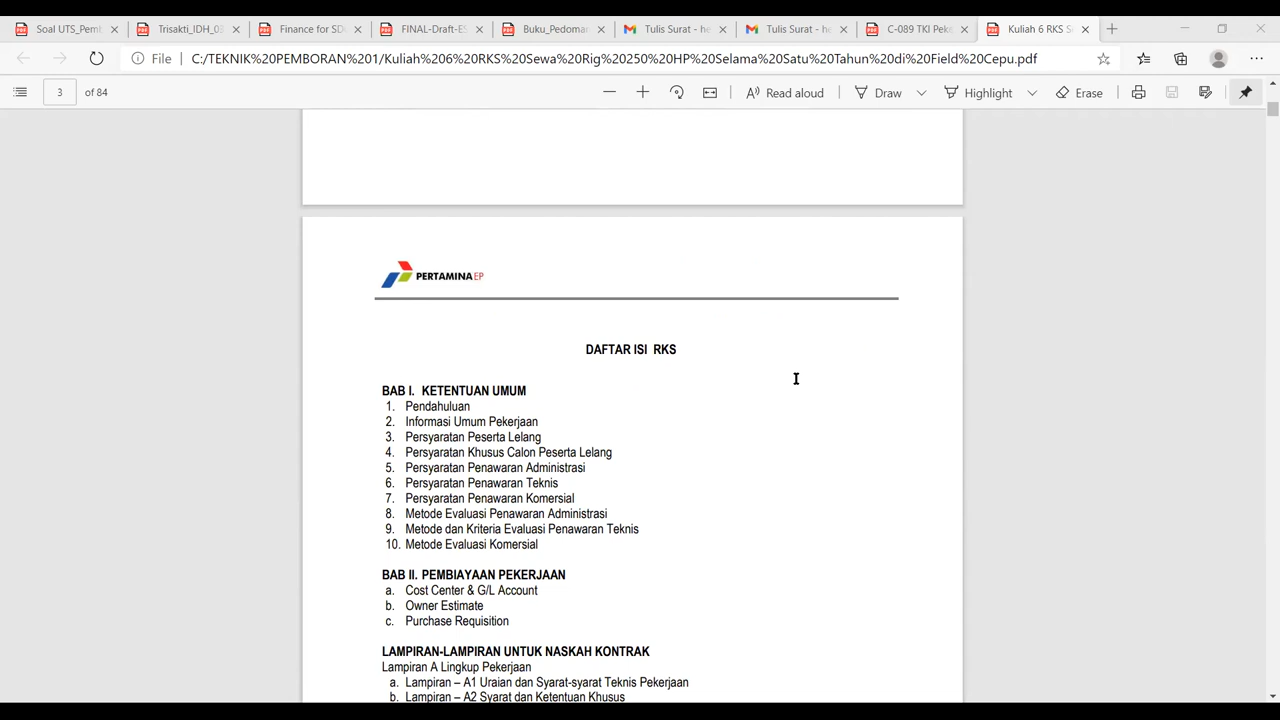 Soal UTS_Pemb
Trisakti_IDH_03
Finance for SD
FINAL-Draft-ES
Buku_Pedoman
Tulis Surat - he
Tulis Surat - he
C-089 TKI Peke
Kuliah 6 RKS S
File
C:/TEKNIK%20PEMBORAN%201/Kuliah%206%20RKS%20Sewa%20Rig%20250%20HP%20Selama%20Satu%20Tahun%20di%20Field%20Cepu.pdf
3 of 84
Read aloud
Draw
Highlight
Erase
PERTAMINA EP
DAFTAR ISI RKS
BAB I. KETENTUAN UMUM
1. Pendahuluan
2. Informasi Umum Pekerjaan
3. Persyaratan Peserta Lelang
4. Persyaratan Khusus Calon Peserta Lelang
5. Persyaratan Penawaran Administrasi
6. Persyaratan Penawaran Teknis
7. Persyaratan Penawaran Komersial
8. Metode Evaluasi Penawaran Administrasi
9. Metode dan Kriteria Evaluasi Penawaran Teknis
10. Metode Evaluasi Komersial
BAB II. PEMBIAYAAN PEKERJAAN
a. Cost Center & G/L Account
b. Owner Estimate
c. Purchase Requisition
LAMPIRAN-LAMPIRAN UNTUK NASKAH KONTRAK
Lampiran A Lingkup Pekerjaan
a. Lampiran – A1 Uraian dan Syarat-syarat Teknis Pekerjaan
b. Lampiran – A2 Syarat dan Ketentuan Khusus